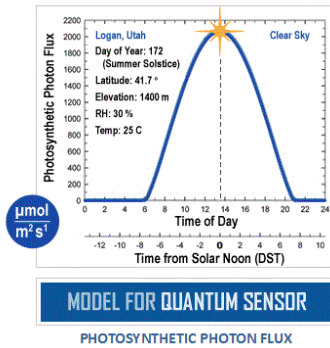 Photosynthetic Photon Flux
2200
2000
1800
1600
1400
1200
1000
800
600
400
200
0
Logan, Utah
Clear Sky
Day of Year: 172
(Summer Solstice)
Latitude: 41.7 °
Elevation: 1400 m
RH: 30 %
Temp: 25 C
µmol
m² s¹
0 2 4 6 8 10 12 14 16 18 20 22 24
Time of Day
-12 -10 -8 -6 -4 -2 0 2 4 6 8 10
Time from Solar Noon (DST)
MODEL FOR QUANTUM SENSOR
PHOTOSYNTHETIC PHOTON FLUX